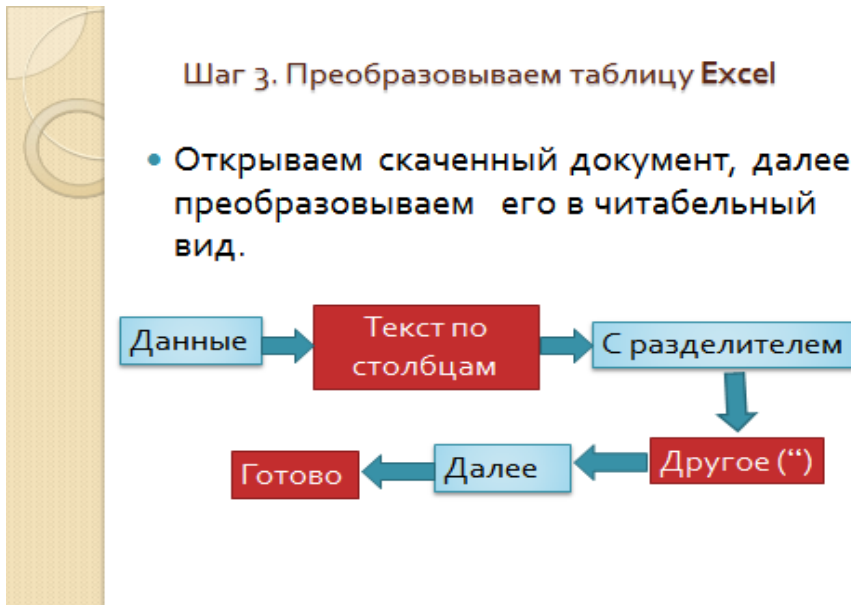 Шаг 3. Преобразовываем таблицу Excel
• Открываем скаченный документ, далее
преобразовываем его в читабельный
вид.
Данные
Текст по
столбцам
С разделителем
Другое (“)
Далее
Готово